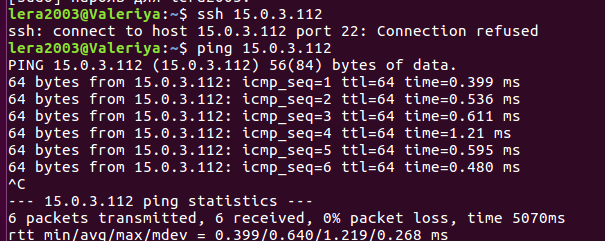 [sudo] пароль для lera2003:
lera2003@Valeriya:~$ ssh 15.0.3.112
ssh: connect to host 15.0.3.112 port 22: Connection refused
lera2003@Valeriya:~$ ping 15.0.3.112
PING 15.0.3.112 (15.0.3.112) 56(84) bytes of data.
64 bytes from 15.0.3.112: icmp_seq=1 ttl=64 time=0.399 ms
64 bytes from 15.0.3.112: icmp_seq=2 ttl=64 time=0.536 ms
64 bytes from 15.0.3.112: icmp_seq=3 ttl=64 time=0.611 ms
64 bytes from 15.0.3.112: icmp_seq=4 ttl=64 time=1.21 ms
64 bytes from 15.0.3.112: icmp_seq=5 ttl=64 time=0.595 ms
64 bytes from 15.0.3.112: icmp_seq=6 ttl=64 time=0.480 ms
^C
--- 15.0.3.112 ping statistics ---
6 packets transmitted, 6 received, 0% packet loss, time 5070ms
rtt min/avg/max/mdev = 0.399/0.640/1.219/0.268 ms